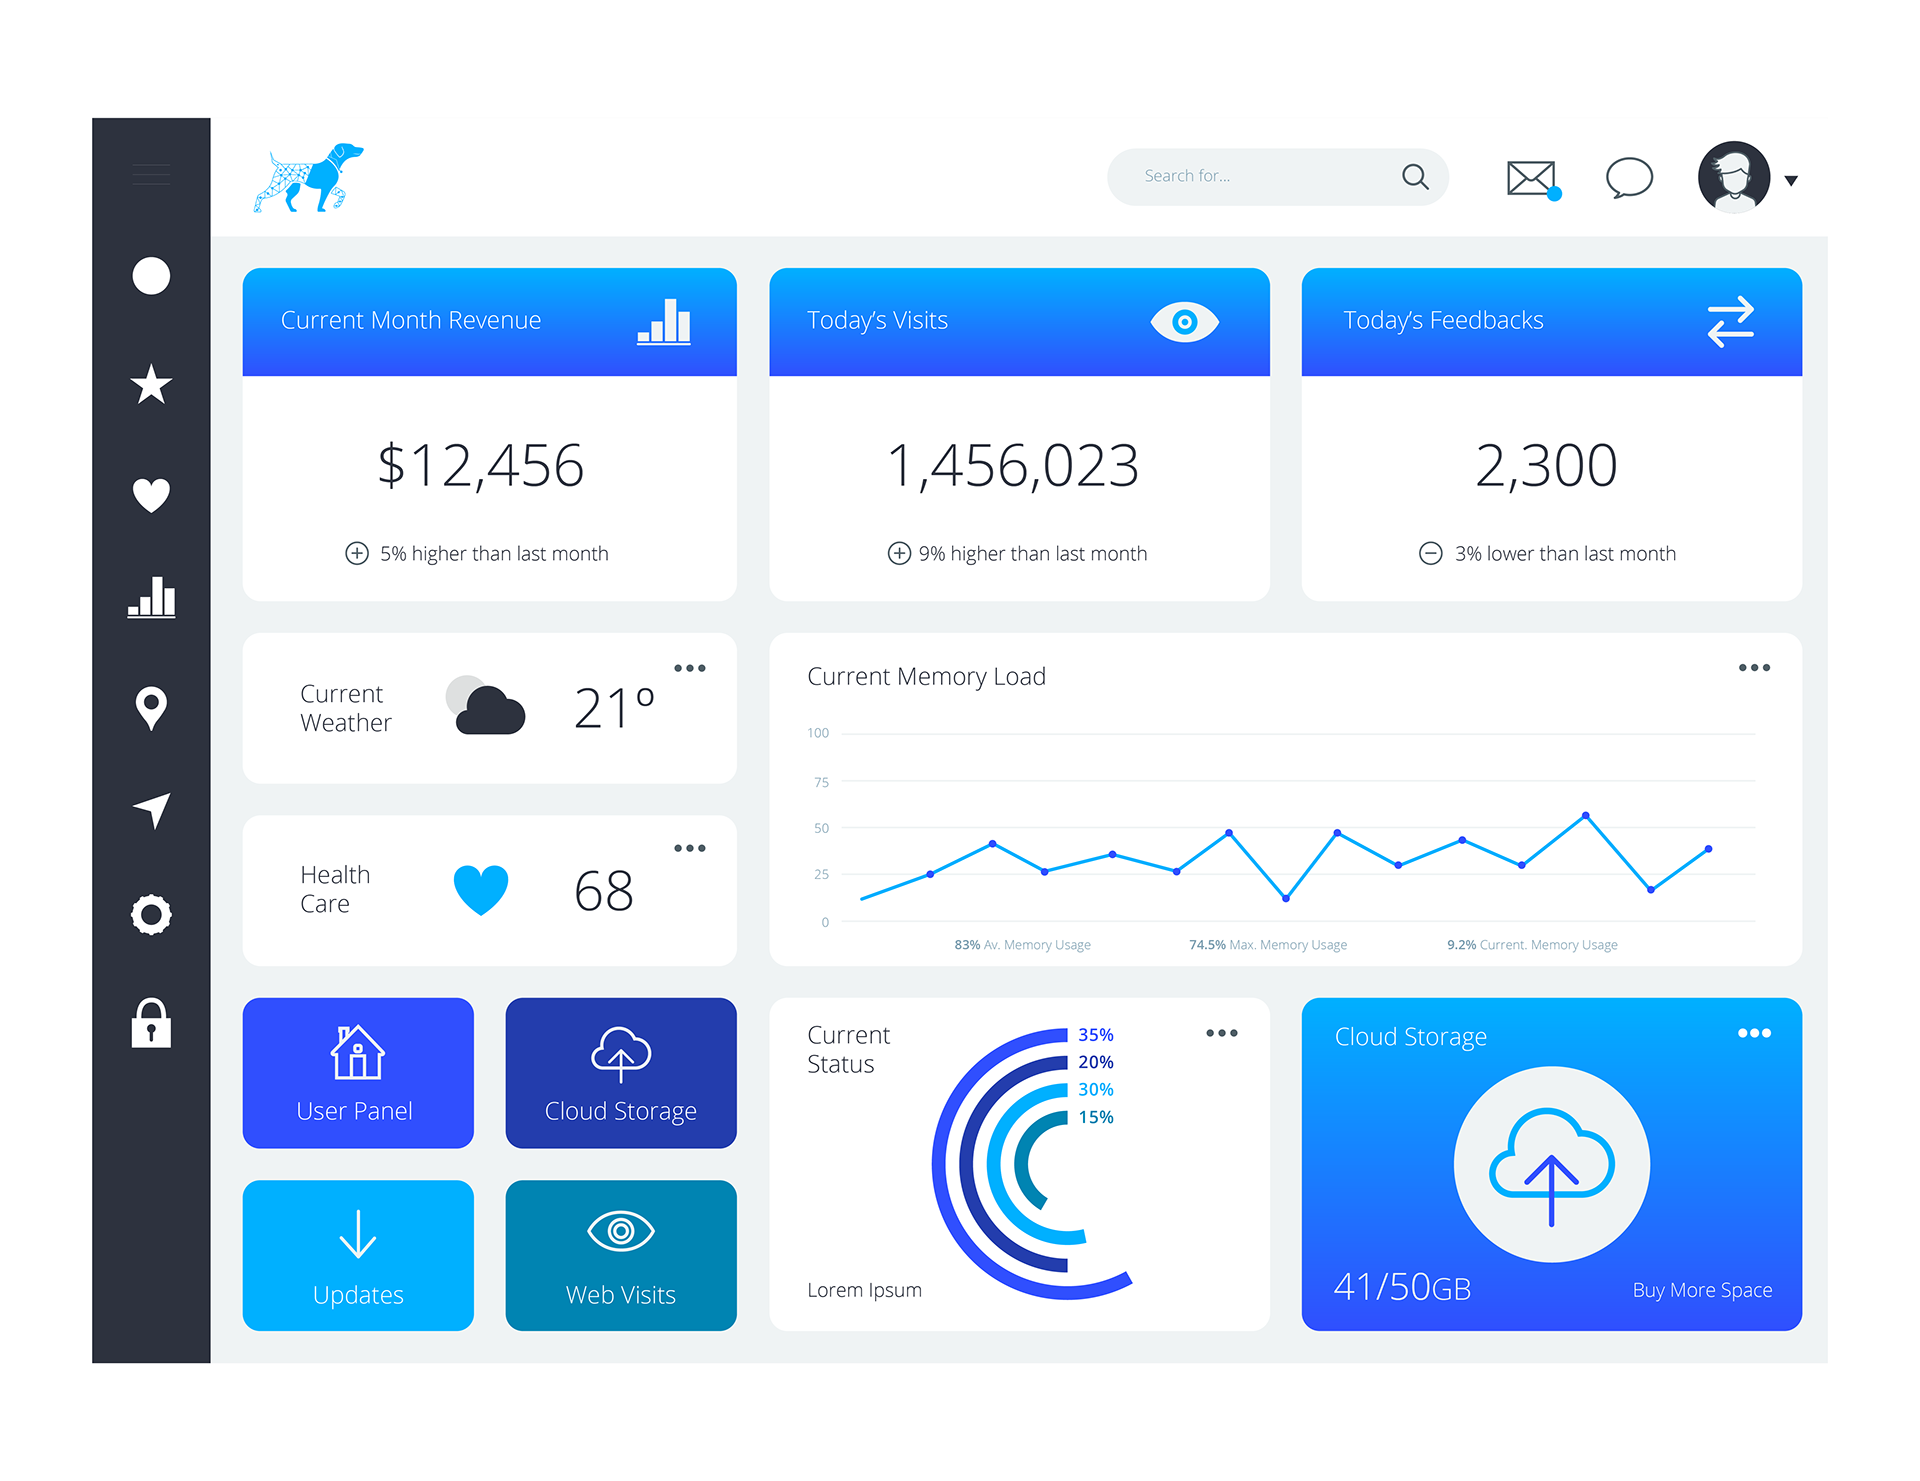 Search for...
Current Month Revenue
Today's Visits
Today's Feedbacks
$12,456
1,456,023
2,300
5% higher than last month
9% higher than last month
3% lower than last month
Current
Weather
21º
Current Memory Load
100
75
50
25
0
83% Av. Memory Usage
74.5% Max. Memory Usage
9.2% Current. Memory Usage
Health
Care
68
User Panel
Cloud Storage
Updates
Web Visits
Current
Status
35%
20%
30%
15%
Lorem Ipsum
Cloud Storage
41/50GB
Buy More Space